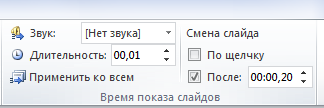 Звук: [Нет звука] Смена слайда
Длительность: 00,01 По щелчку
Применить ко всем После: 00:00,20
Время показа слайдов